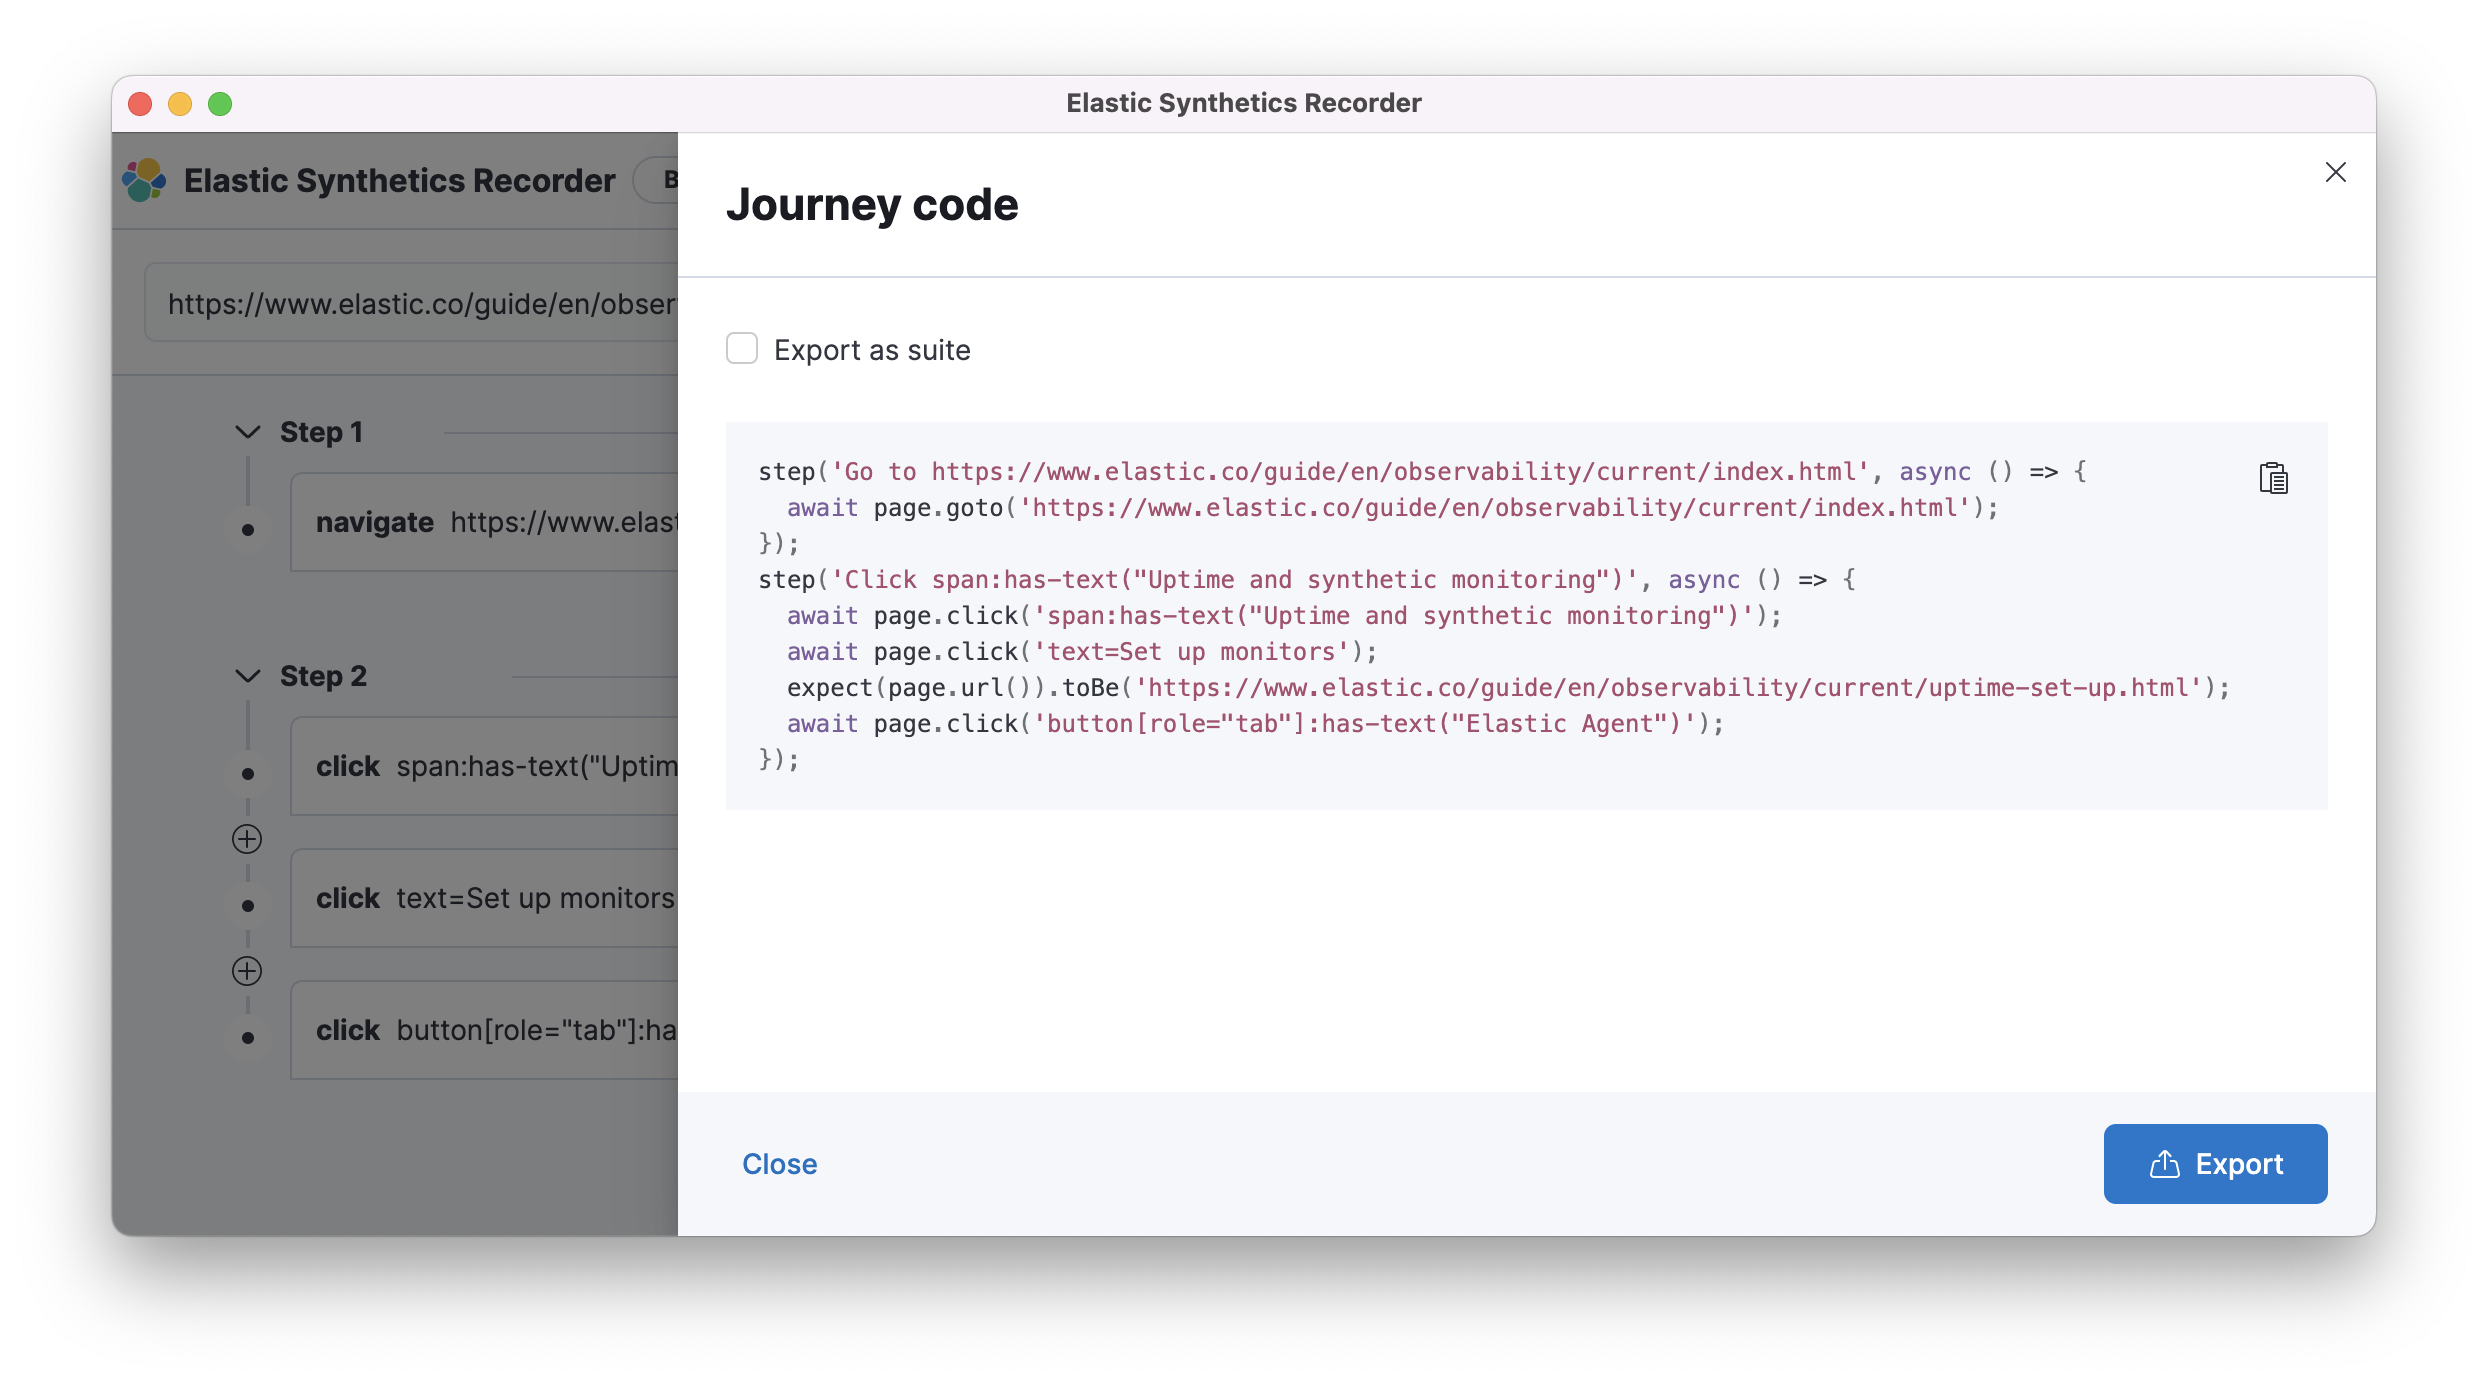 Elastic Synthetics Recorder
Elastic Synthetics Recorder
https://www.elastic.co/guide/en/obser
Step 1
navigate https://www.elast
Step 2
click span:has-text("Uptim
click text=Set up monitors
click button[role="tab"]:ha
Journey code
Export as suite
step('Go to https://www.elastic.co/guide/en/observability/current/index.html', async () => {
  await page.goto('https://www.elastic.co/guide/en/observability/current/index.html');
});
step('Click span:has-text("Uptime and synthetic monitoring")', async () => {
  await page.click('span:has-text("Uptime and synthetic monitoring")');
  await page.click('text=Set up monitors');
  expect(page.url()).toBe('https://www.elastic.co/guide/en/observability/current/uptime-set-up.html');
  await page.click('button[role="tab"]:has-text("Elastic Agent")');
});
Close
Export